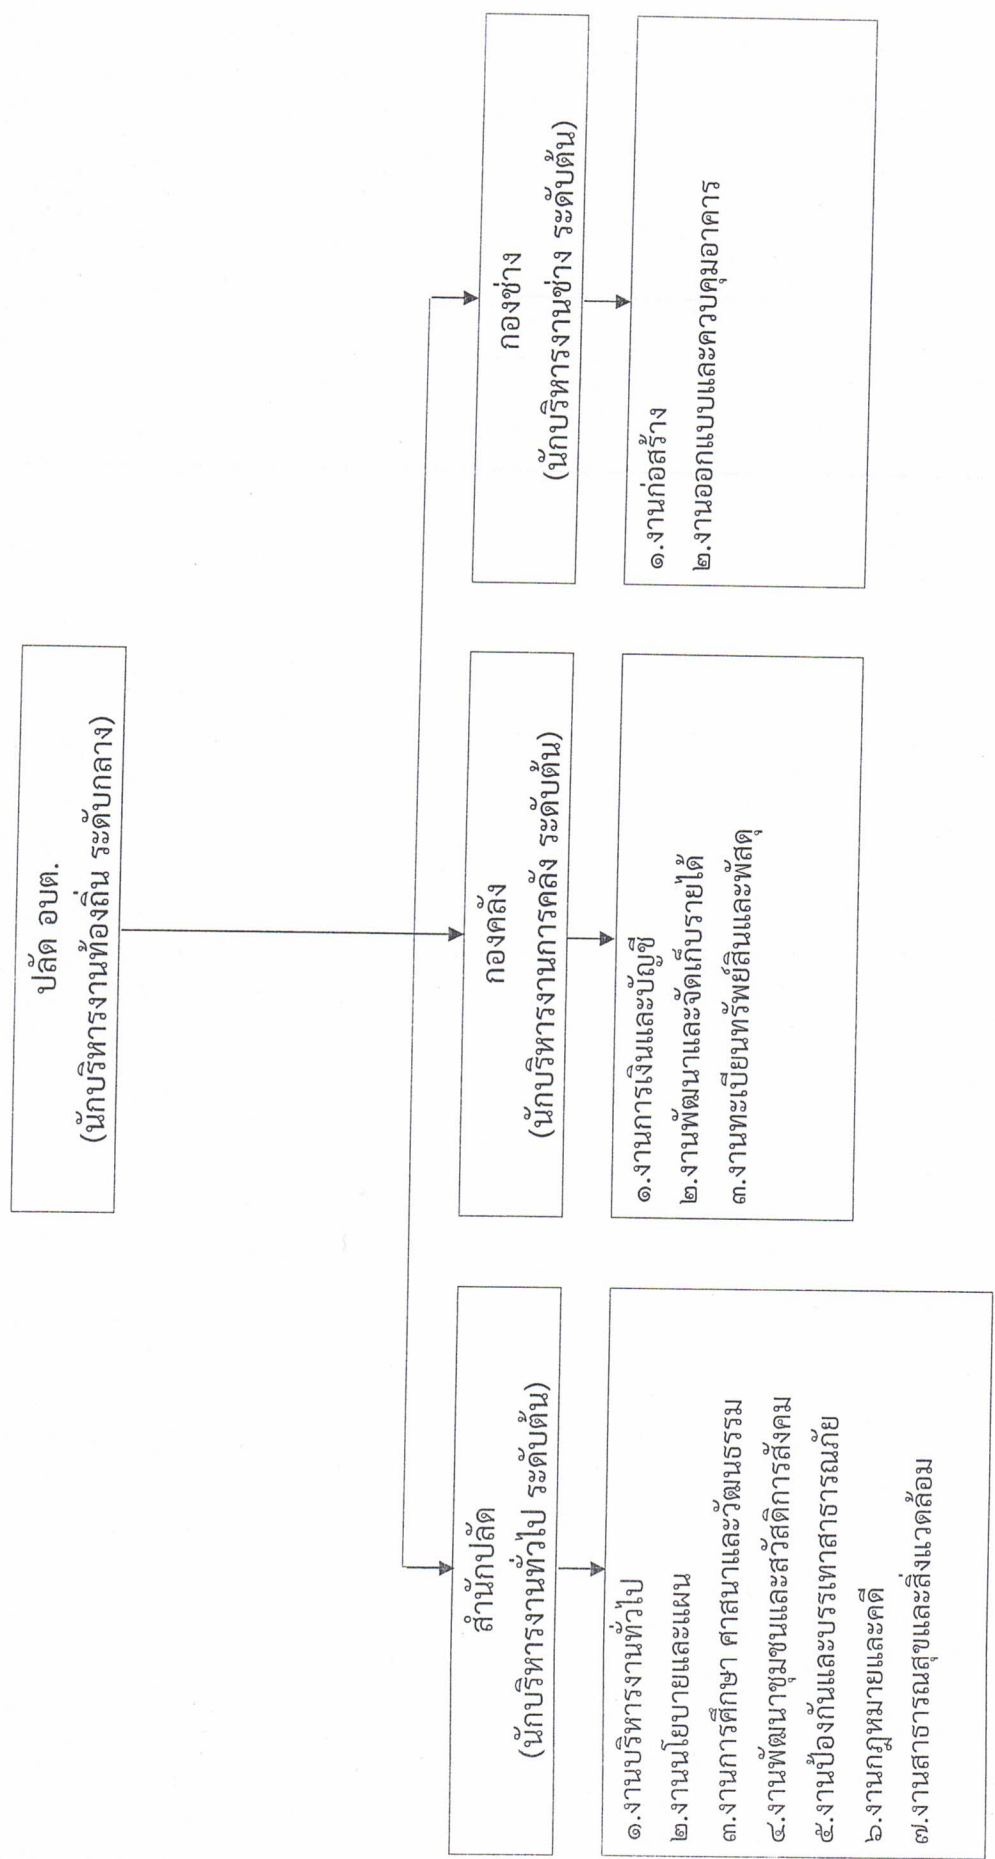 ปลัด อบต.
(นักบริหารงานท้องถิ่น ระดับกลาง)
สำนักปลัด
(นักบริหารงานทั่วไป ระดับต้น)
๑.งานบริหารงานทั่วไป
๒.งานนโยบายและแผน
๓.งานการศึกษา ศาสนาและวัฒนธรรม
๔.งานพัฒนาชุมชนและสวัสดิการสังคม
๕.งานป้องกันและบรรเทาสาธารณภัย
๖.งานกฎหมายและคดี
๗.งานสาธารณสุขและสิ่งแวดล้อม
กองคลัง
(นักบริหารงานการคลัง ระดับต้น)
๑.งานการเงินและบัญชี
๒.งานพัฒนาและจัดเก็บรายได้
๓.งานทะเบียนทรัพย์สินและพัสดุ
กองช่าง
(นักบริหารงานช่าง ระดับต้น)
๑.งานก่อสร้าง
๒.งานออกแบบและควบคุมอาคาร